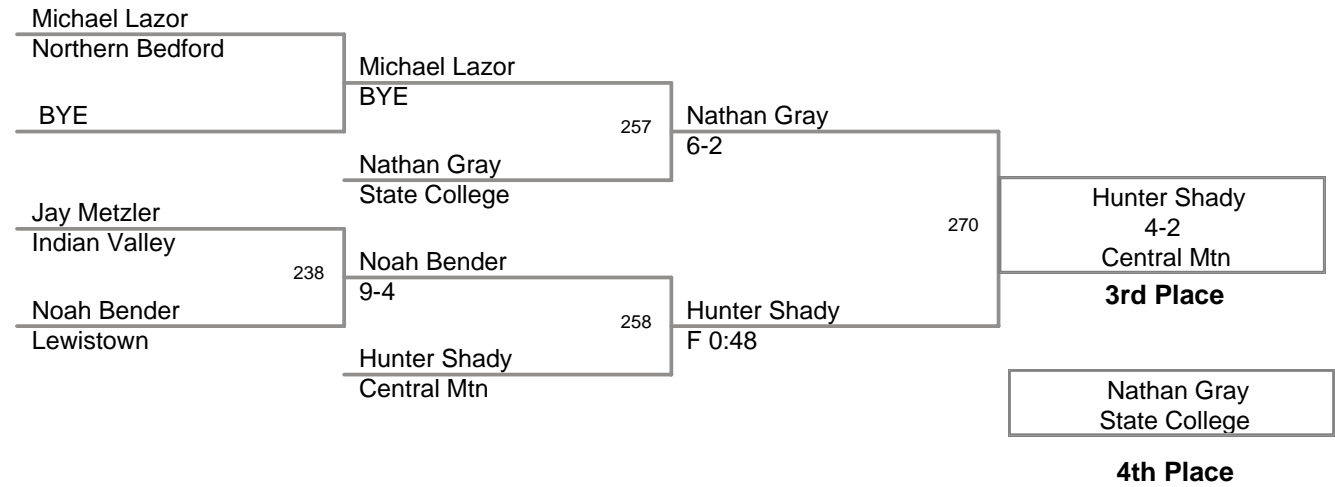 Michael Lazor
Northern Bedford
BYE
Jay Metzler
Indian Valley
238
Noah Bender
Lewistown
Michael Lazor
BYE
257
Nathan Gray
State College
Noah Bender
9-4
258
Hunter Shady
Central Mtn
Nathan Gray
6-2
270
Hunter Shady
F 0:48
Hunter Shady
4-2
Central Mtn
3rd Place
Nathan Gray
State College
4th Place